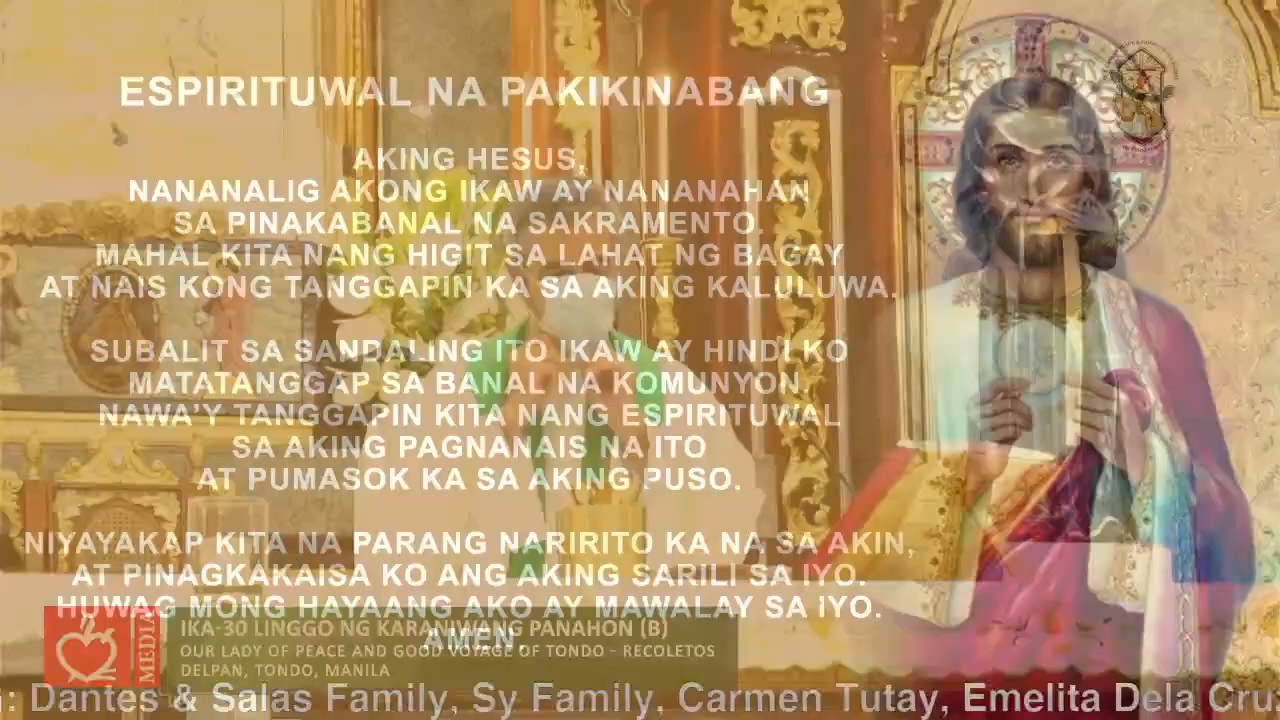 ESPIRITUWAL NA PAKIKINABANG
AKING HESUS,
NANANALIG AKONG IKAW AY NANANAHAN
SA PINAKABANAL NA SAKRAMENTO.
MAHAL KITA NANG HIGIT SA LAHAT NG BAGAY
AT NAIS KONG TANGGAPIN KA SA AKING KALULUWA.
SUBALIT SA SANDALING ITO IKAW AY HINDI KO
MATATANGGAP SA BANAL NA KOMUNYON.
NAWA'Y TANGGAPIN KITA NANG ESPIRITUWAL
SA AKING PAGNANAIS NA ITO
AT PUMASOK KA SA AKING PUSO.
NIYAYAKAP KITA NA PARANG NARIRITO KA NA SA AKIN,
AT PINAGKAKAISA KO ANG AKING SARILI SA IYO.
HUWAG MONG HAYAANG AKO AY MAWALAY SA IYO.
AMEN.
MEDIA
IKA-30 LINGGO NG KARANIWANG PANAHON (B)
OUR LADY OF PEACE AND GOOD VOYAGE OF TONDO - RECOLETOS
DELPAN, TONDO, MANILA
: Dantes & Salas Family, Sy Family, Carmen Tutay, Emelita Dela